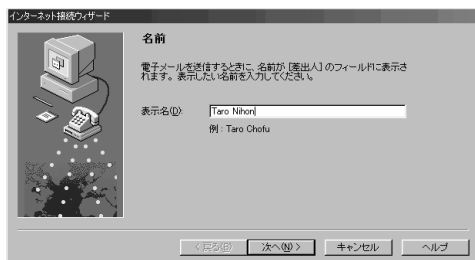 インターネット接続ウィザード
名前
電子メールを送信するときに、名前が [差出人] のフィールドに表示さ
れます。表示したい名前を入力してください。
表示名(D):
Taro Nihon
例 : Taro Chofu
< 戻る(B)
次へ(N) >
キャンセル
ヘルプ